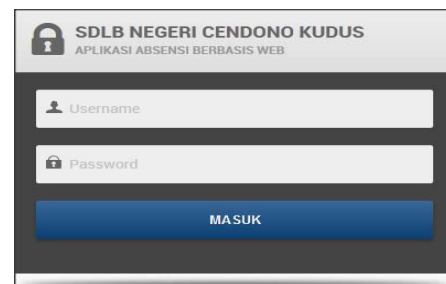 SDLB NEGERI CENDONO KUDUS
APLIKASI ABSENSI BERBASIS WEB
Username
Password
MASUK